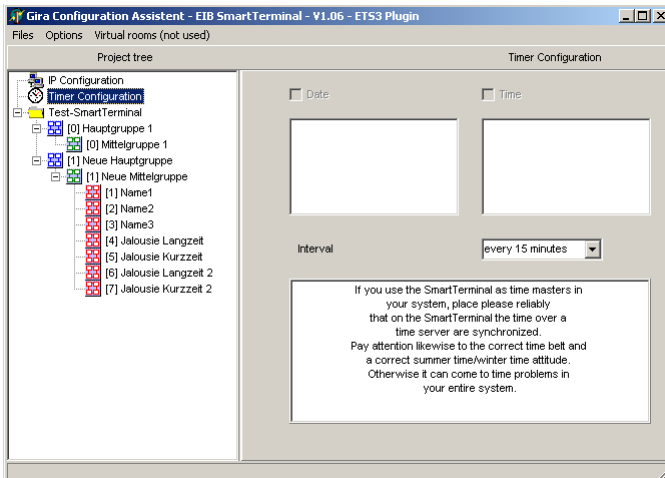 Gira Configuration Assistent - EIB SmartTerminal - V1.06 - ETS3 Plugin
Files Options Virtual rooms (not used)
Project tree
Timer Configuration
IP Configuration
Timer Configuration
Test-SmartTerminal
[0] Hauptgruppe 1
[0] Mittelgruppe 1
[1] Neue Hauptgruppe
[1] Neue Mittelgruppe
[1] Name1
[2] Name2
[3] Name3
[4] Jalousie Langzeit
[5] Jalousie Kurzzeit
[6] Jalousie Langzeit 2
[7] Jalousie Kurzzeit 2
Date
Time
Interval
every 15 minutes
If you use the SmartTerminal as time masters in
your system, place please reliably
that on the SmartTerminal the time over a
time server are synchronized.
Pay attention likewise to the correct time belt and
a correct summer time/winter time attitude.
Otherwise it can come to time problems in
your entire system.